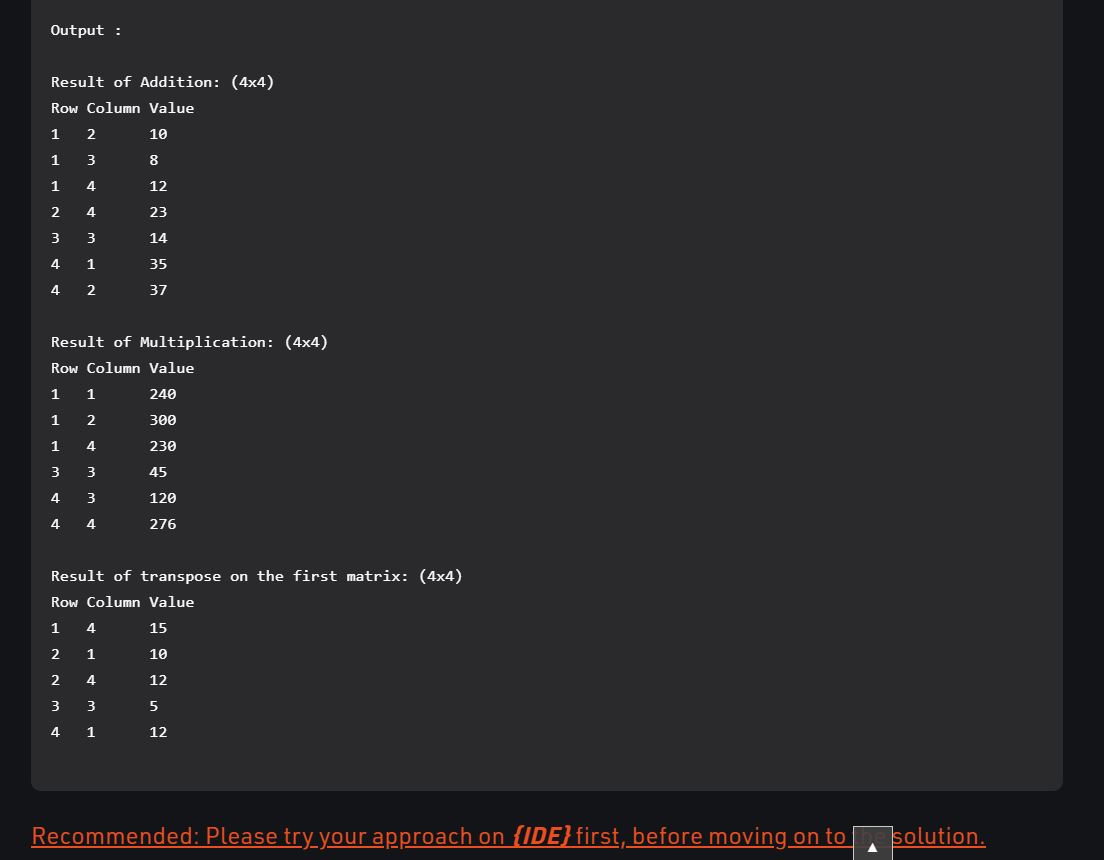 Output :
Result of Addition: (4x4)
Row Column Value
1 2 10
1 3 8
1 4 12
2 4 23
3 3 14
4 1 35
4 2 37
Result of Multiplication: (4x4)
Row Column Value
1 1 240
1 2 300
1 4 230
3 3 45
4 3 120
4 4 276
Result of transpose on the first matrix: (4x4)
Row Column Value
1 4 15
2 1 10
2 4 12
3 3 5
4 1 12
Recommended: Please try your approach on {IDE} first, before moving on to the solution.
▲